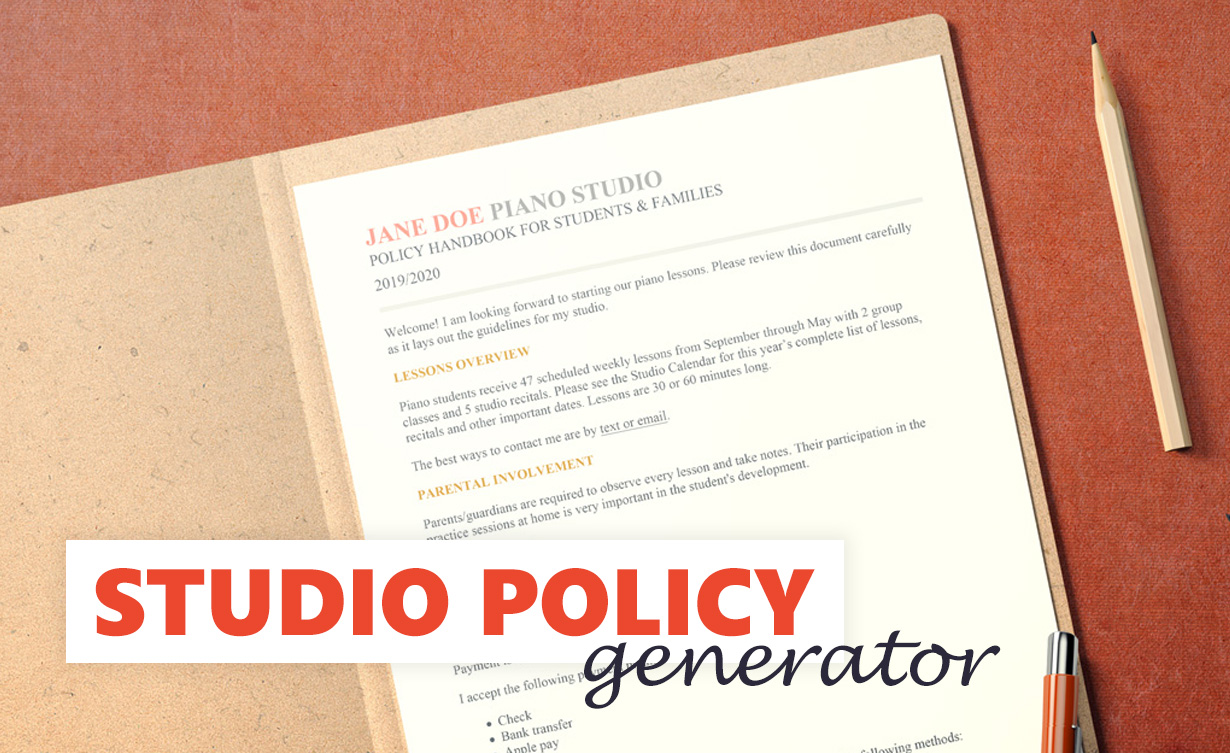 JANE DOE PIANO STUDIO
POLICY HANDBOOK FOR STUDENTS & FAMILIES
2019/2020
Welcome! I am looking forward to starting our piano lessons. Please review this document carefully
as it lays out the guidelines for my studio.
LESSONS OVERVIEW
Piano students receive 47 scheduled weekly lessons from September through May with 2 group
classes and 5 studio recitals. Please see the Studio Calendar for this year's complete list of lessons,
recitals and other important dates. Lessons are 30 or 60 minutes long.
The best ways to contact me are by text or email.
PARENTAL INVOLVEMENT
Parents/guardians are required to observe every lesson and take notes. Their participation in the
practice sessions at home is very important in the student's development.
STUDIO POLICY
generator
Payment
I accept the following
• Check
• Bank transfer
• Apple pay
following methods: